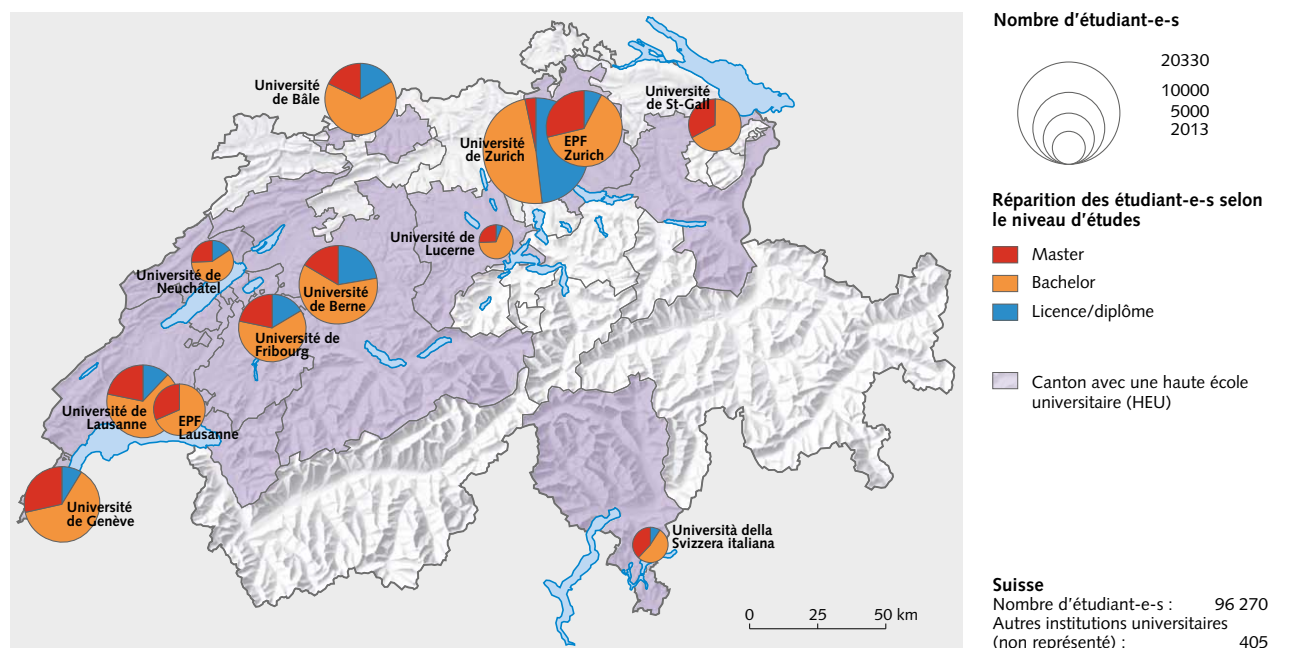 Université
de Bâle
Université
de Zurich
EPF
Zurich
Université
de St-Gall
Université de
Lucerne
Université de
Neuchâtel
Université
de Berne
Université de
Fribourg
Université de
Lausanne
EPF
Lausanne
Université
de Genève
Università della
Svizzera italiana
0 25 50 km
Nombre d'étudiant-e-s
20330
10000
5000
2013
Réparition des étudiant-e-s selon
le niveau d'études
Master
Bachelor
Licence/diplôme
Canton avec une haute école
universitaire (HEU)
Suisse
Nombre d'étudiant-e-s : 96 270
Autres institutions universitaires
(non représenté) : 405